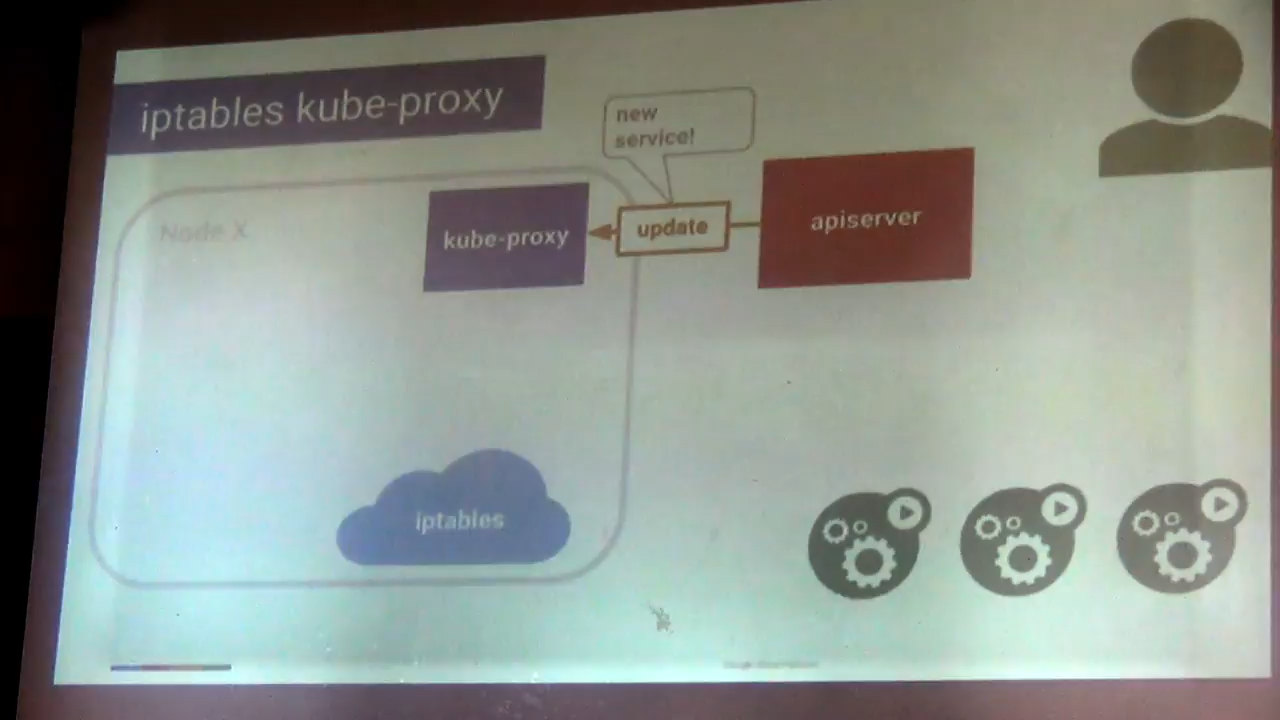 iptables kube-proxy
new
service!
Node X
kube-proxy
update
apiserver
iptables